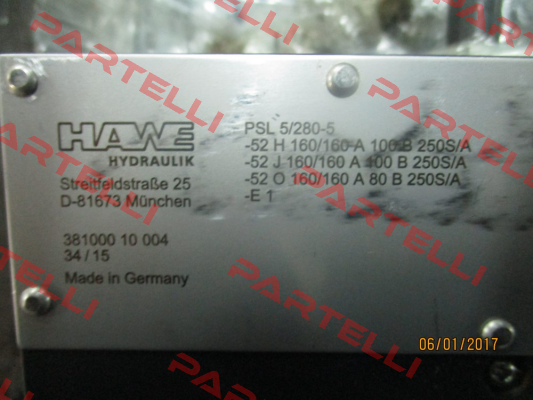 HAWE
HYDRAULIK
Streitfeldstraße 25
D-81673 München
381000 10 004
34 / 15
Made in Germany
PSL 5/280-5
-52 H 160/160 A 100 B 250S/A
-52 J 160/160 A 100 B 250S/A
-52 O 160/160 A 80 B 250S/A
-E 1
PARTELLI
PARTELLI
PARTELLI
PARTELLI
PARTELLI
06/01/2017